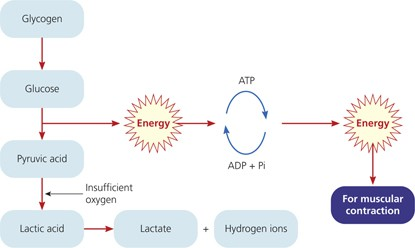 Glycogen
Glucose
Energy
ATP
ADP + Pi
Energy
Pyruvic acid
Insufficient
oxygen
For muscular
contraction
Lactic acid
Lactate
+
Hydrogen ions